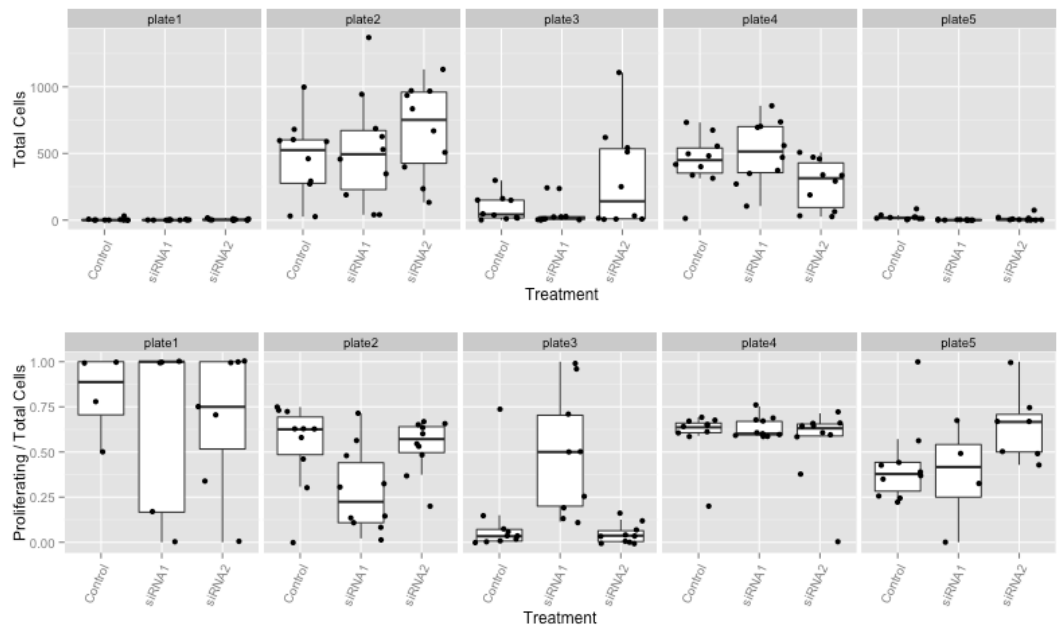 plate1 plate2 plate3 plate4 plate5
Total Cells
1000
500
0
Control siRNA1 siRNA2 Control siRNA1 siRNA2 Control siRNA1 siRNA2 Control siRNA1 siRNA2 Control siRNA1 siRNA2
Treatment
plate1 plate2 plate3 plate4 plate5
Proliferating / Total Cells
1.00
0.75
0.50
0.25
0.00
Control siRNA1 siRNA2 Control siRNA1 siRNA2 Control siRNA1 siRNA2 Control siRNA1 siRNA2 Control siRNA1 siRNA2
Treatment